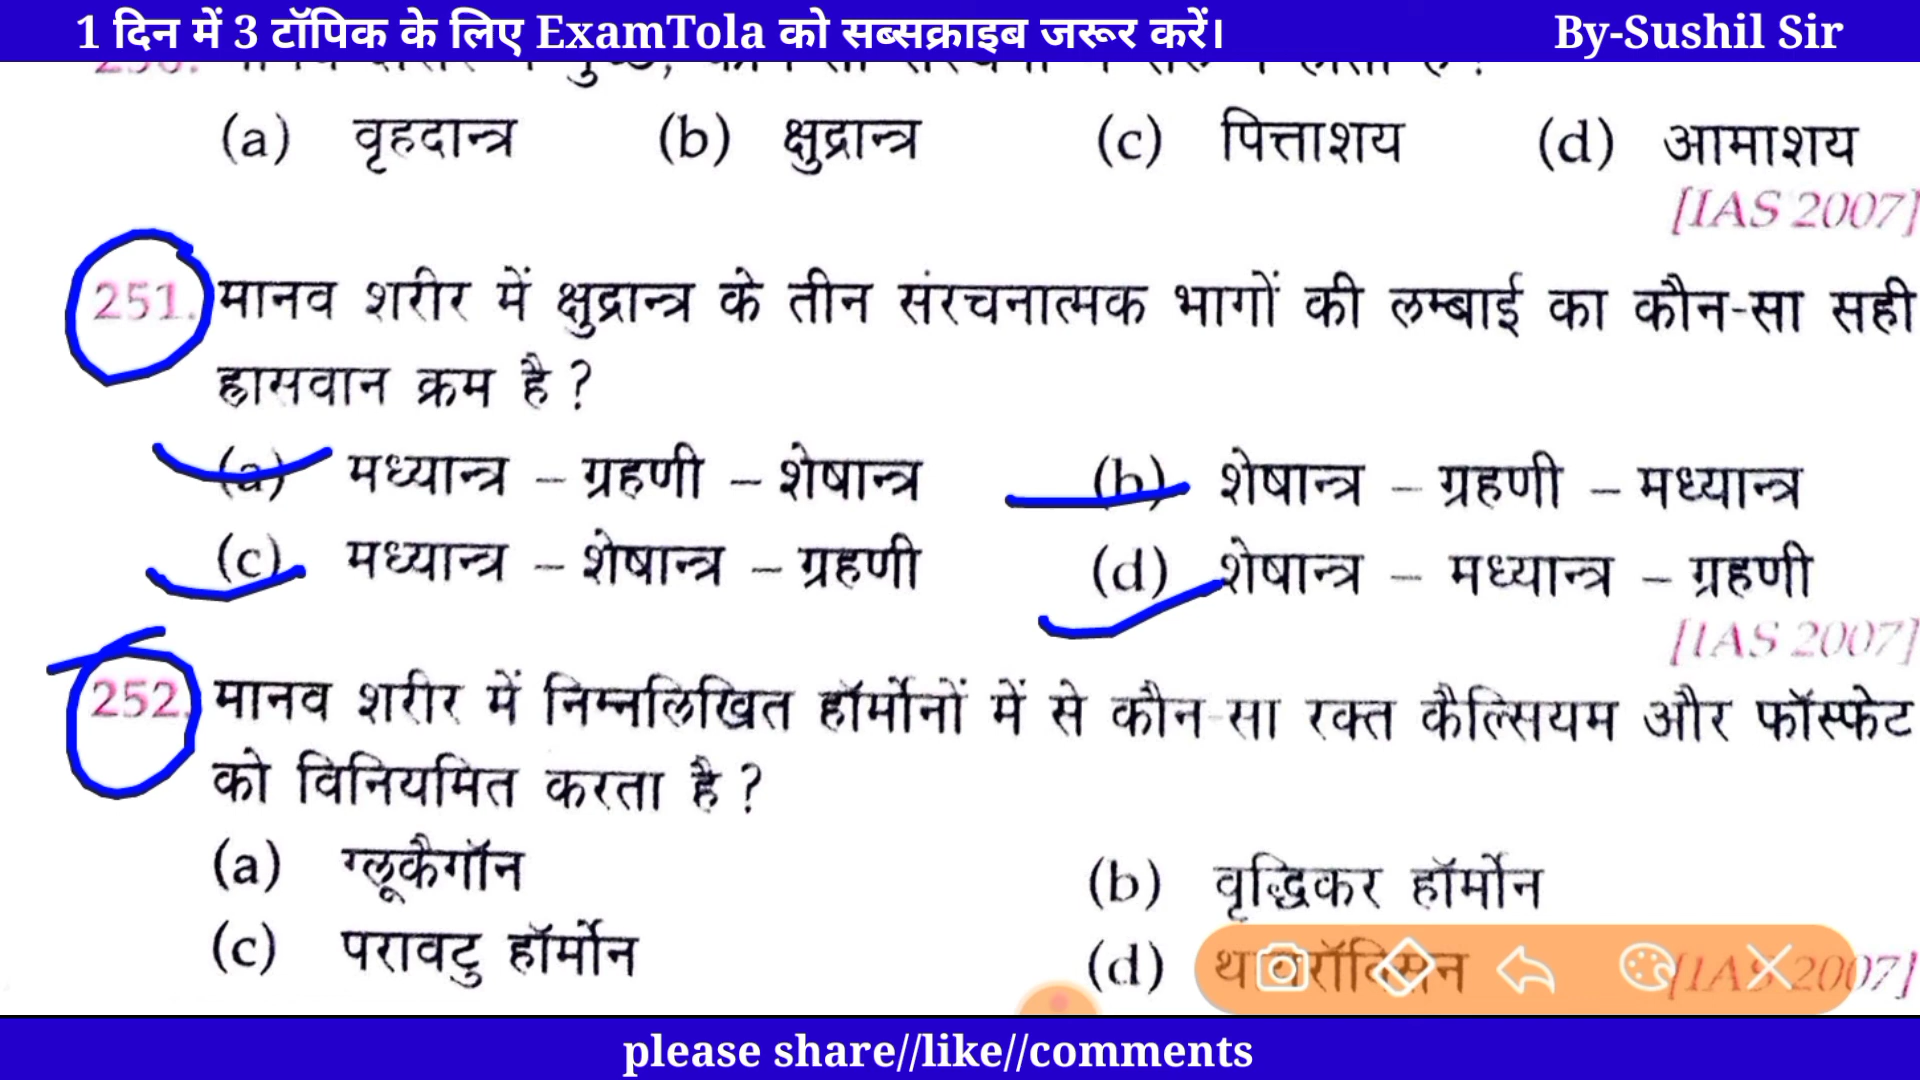 1 दिन में 3 टॉपिक के लिए ExamTola को सब्सक्राइब जरूर करें। By-Sushil Sir
(a) वृहदान्त्र (b) क्षुद्रान्त्र (c) पित्ताशय (d) आमाशय
[IAS 2007]
251. मानव शरीर में क्षुद्रान्त्र के तीन संरचनात्मक भागों की लम्बाई का कौन-सा सही
ह्रासवान क्रम है ?
(a) मध्यान्त्र – ग्रहणी – शेषान्त्र (b) शेषान्त्र – ग्रहणी – मध्यान्त्र
(c) मध्यान्त्र – शेषान्त्र – ग्रहणी (d) शेषान्त्र – मध्यान्त्र – ग्रहणी
[IAS 2007]
252. मानव शरीर में निम्नलिखित हॉर्मोनों में से कौन-सा रक्त कैल्सियम और फॉस्फेट
को विनियमित करता है ?
(a) ग्लूकैगॉन (b) वृद्धिकर हॉर्मोन
(c) परावटु हॉर्मोन (d) [IAS 2007]
please share//like//comments